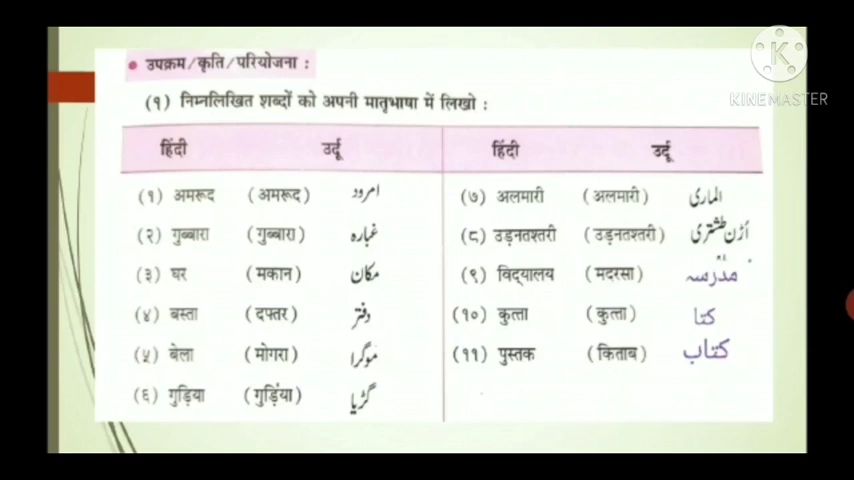 K
KINEMASTER
• उपक्रम/कृति/परियोजना :
(१) निम्नलिखित शब्दों को अपनी मातृभाषा में लिखो :
हिंदी उर्दू
(१) अमरूद (अमरूद) امرود
(२) गुब्बारा (गुब्बारा) غبارہ
(३) घर (मकान) مکان
(४) बस्ता (दफ्तर) دفتر
(५) बेला (मोगरा) موگرا
(६) गुड़िया (गुड़िया) گڑیا
हिंदी उर्दू
(७) अलमारी (अलमारी) الماری
(८) उड़नतश्तरी (उड़नतश्तरी) اُڑن طشتری
(९) विद्यालय (मदरसा) مدرسہ
(१०) कुत्ता (कुत्ता) کتا
(११) पुस्तक (किताब) کتاب